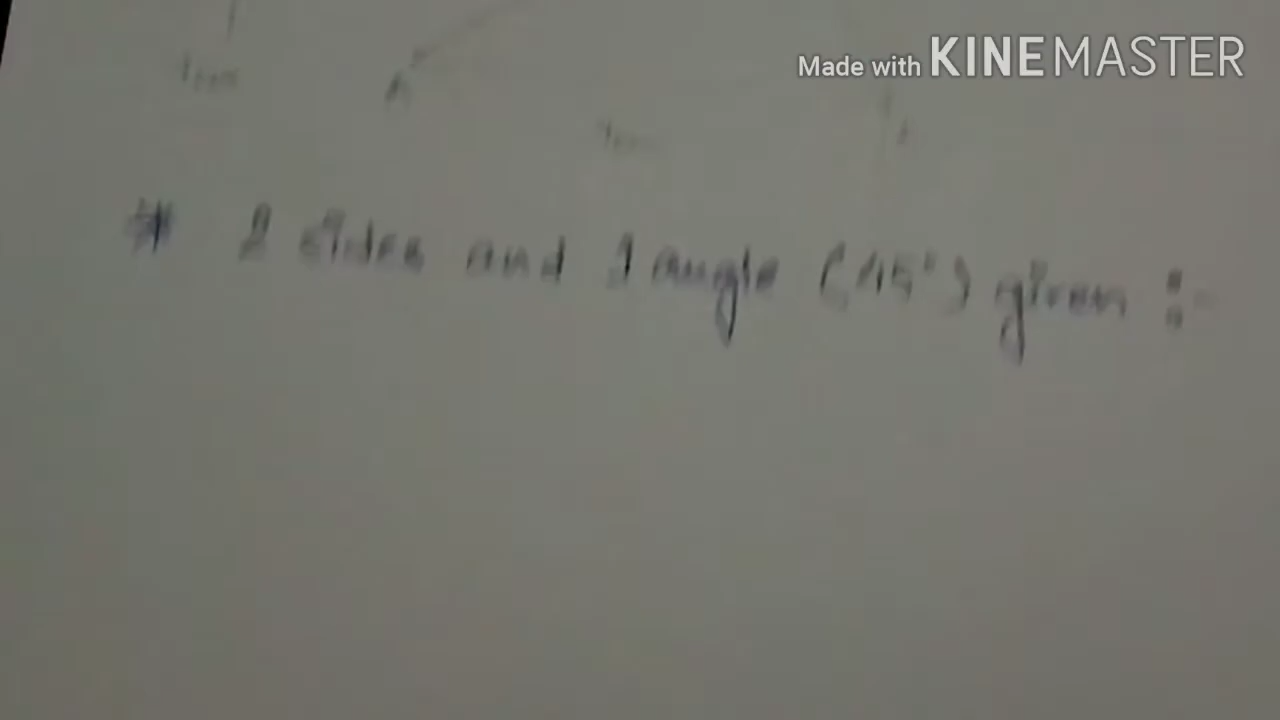 Made with KINEMASTER
* 2 sides and 1 angle (45°) given :-